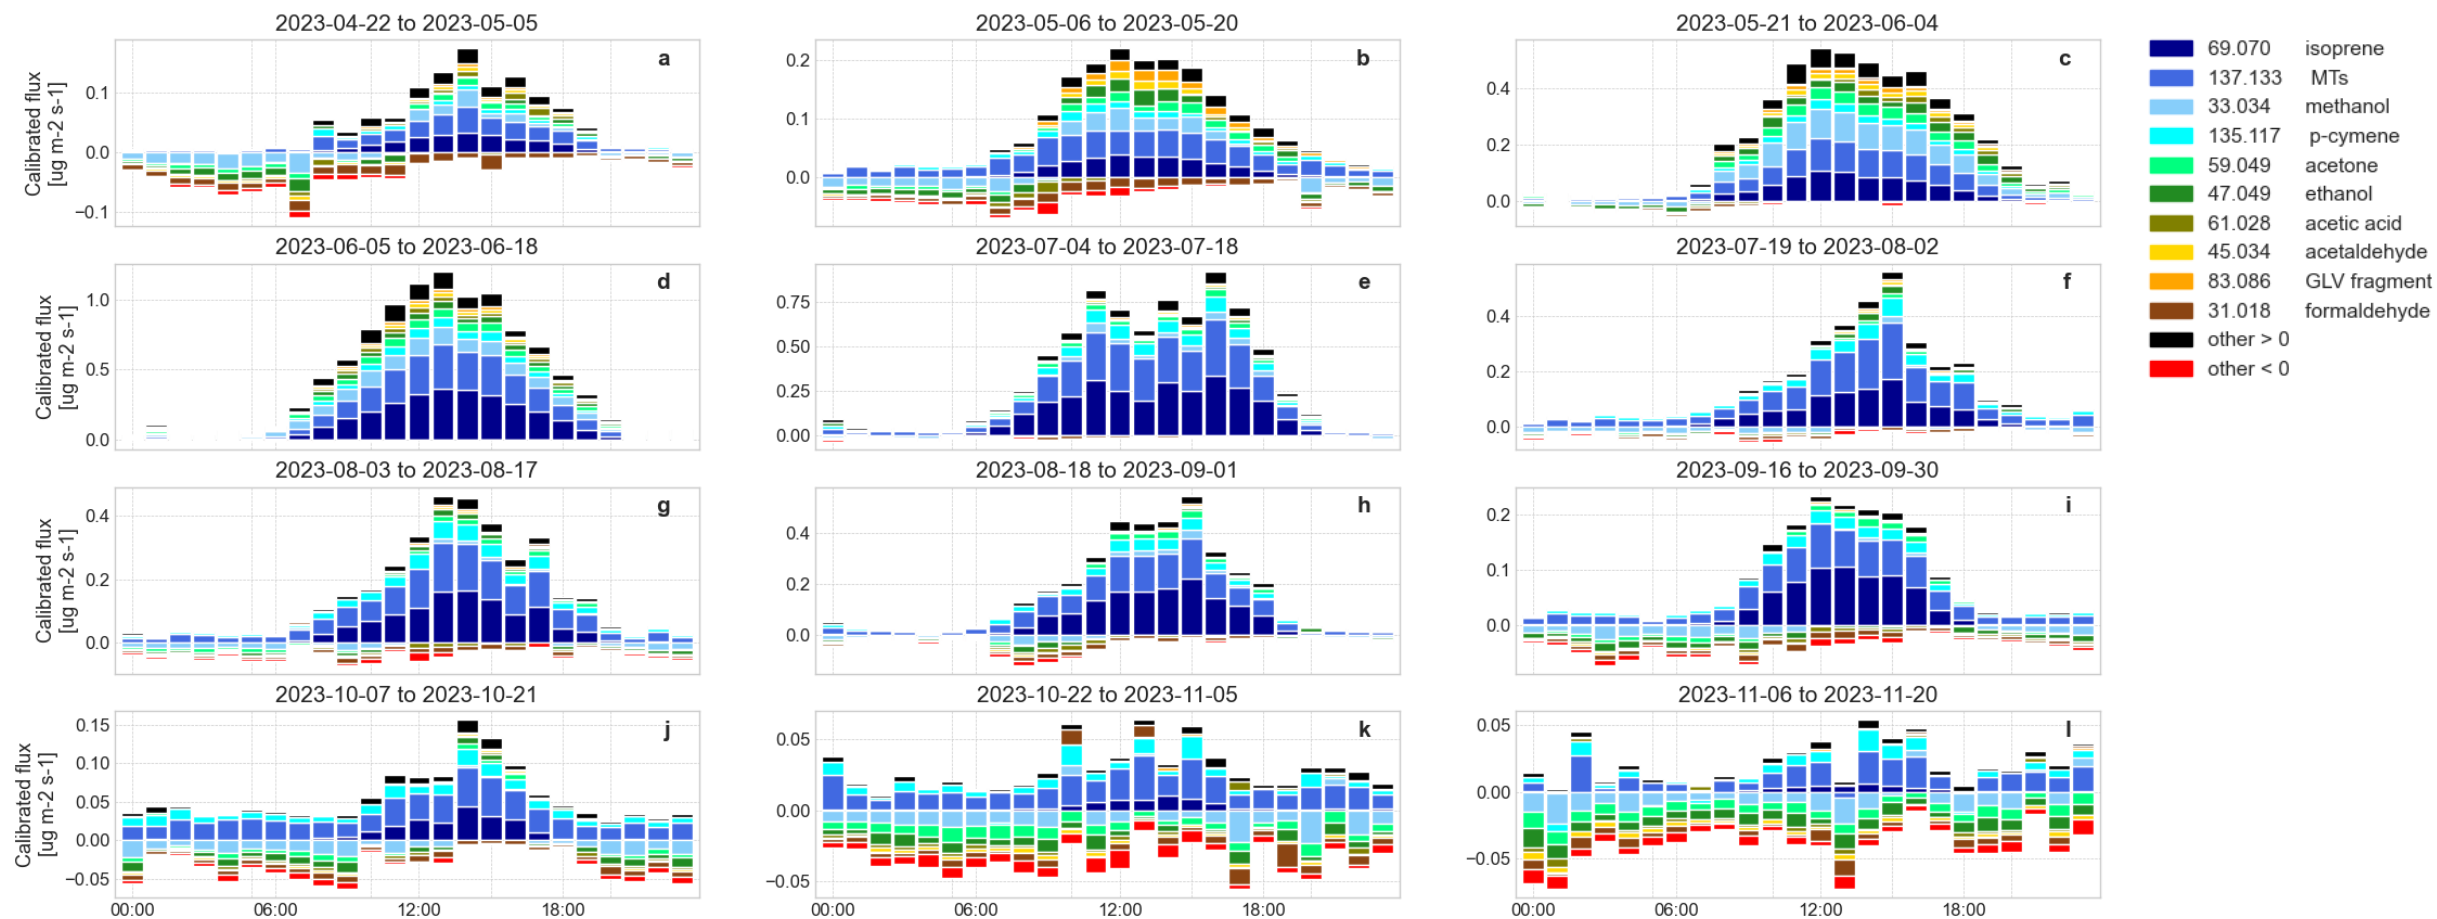 2023-04-22 to 2023-05-05
2023-05-06 to 2023-05-20
2023-05-21 to 2023-06-04
Calibrated flux
[ug m-2 s-1]
0.1
0.0
−0.1
a
0.2
0.1
0.0
b
0.4
0.2
0.0
c
69.070 isoprene
137.133 MTs
33.034 methanol
135.117 p-cymene
59.049 acetone
47.049 ethanol
61.028 acetic acid
45.034 acetaldehyde
83.086 GLV fragment
31.018 formaldehyde
other > 0
other < 0
2023-06-05 to 2023-06-18
2023-07-04 to 2023-07-18
2023-07-19 to 2023-08-02
Calibrated flux
[ug m-2 s-1]
1.0
0.5
0.0
d
0.75
0.50
0.25
0.00
e
0.4
0.2
0.0
f
2023-08-03 to 2023-08-17
2023-08-18 to 2023-09-01
2023-09-16 to 2023-09-30
Calibrated flux
[ug m-2 s-1]
0.4
0.2
0.0
g
0.4
0.2
0.0
h
0.2
0.1
0.0
i
2023-10-07 to 2023-10-21
2023-10-22 to 2023-11-05
2023-11-06 to 2023-11-20
Calibrated flux
[ug m-2 s-1]
0.15
0.10
0.05
0.00
−0.05
j
0.05
0.00
−0.05
k
0.05
0.00
−0.05
l
00:00 06:00 12:00 18:00
00:00 06:00 12:00 18:00
00:00 06:00 12:00 18:00